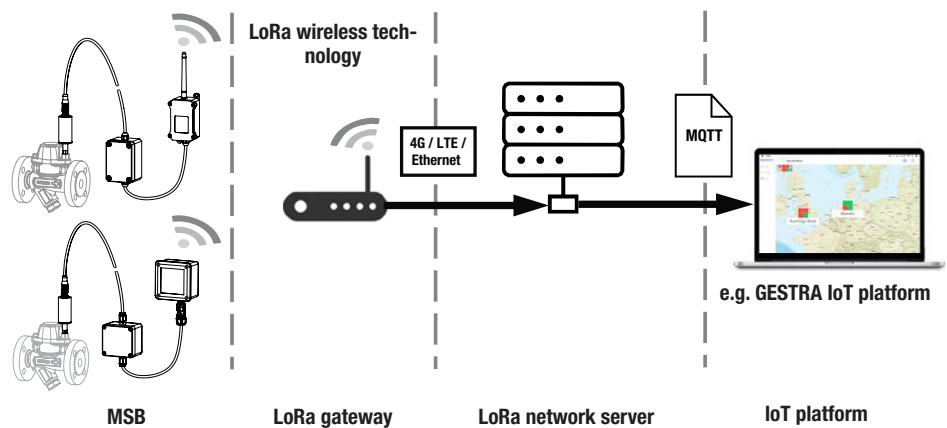 LoRa wireless tech-
nology
4G / LTE /
Ethernet
MQTT
e.g. GESTRA IoT platform
MSB
LoRa gateway
LoRa network server
IoT platform